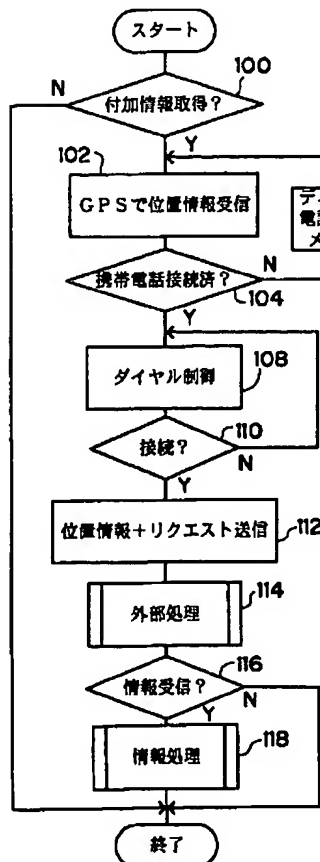 スタート
100
N
付加情報取得?
Y
102
GPSで位置情報受信
デ
電話
メ
携帯電話接続済?
N
104
Y
ダイヤル制御
108
接続?
110
N
Y
位置情報+リクエスト送信
112
外部処理
114
情報受信?
116
N
Y
情報処理
118
終了